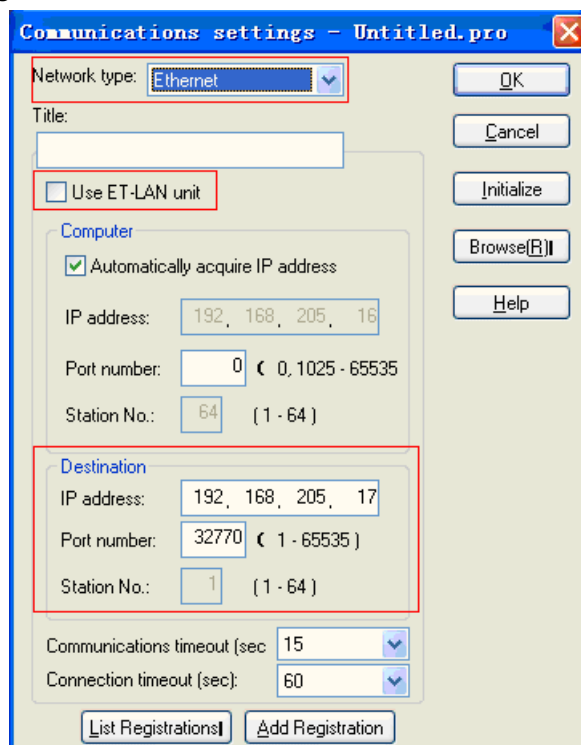 Communications settings - Untitled.pro
Network type: Ethernet
OK
Title:
Cancel
Use ET-LAN unit
Initialize
Computer
Browse(R)
Automatically acquire IP address
Help
IP address: 192, 168, 205, 16
Port number: 0 ( 0, 1025 - 65535
Station No.: 64 ( 1 - 64 )
Destination
IP address: 192, 168, 205, 17
Port number: 32770 ( 1 - 65535 )
Station No.: 1 ( 1 - 64 )
Communications timeout (sec 15
Connection timeout (sec): 60
List Registrations Add Registration